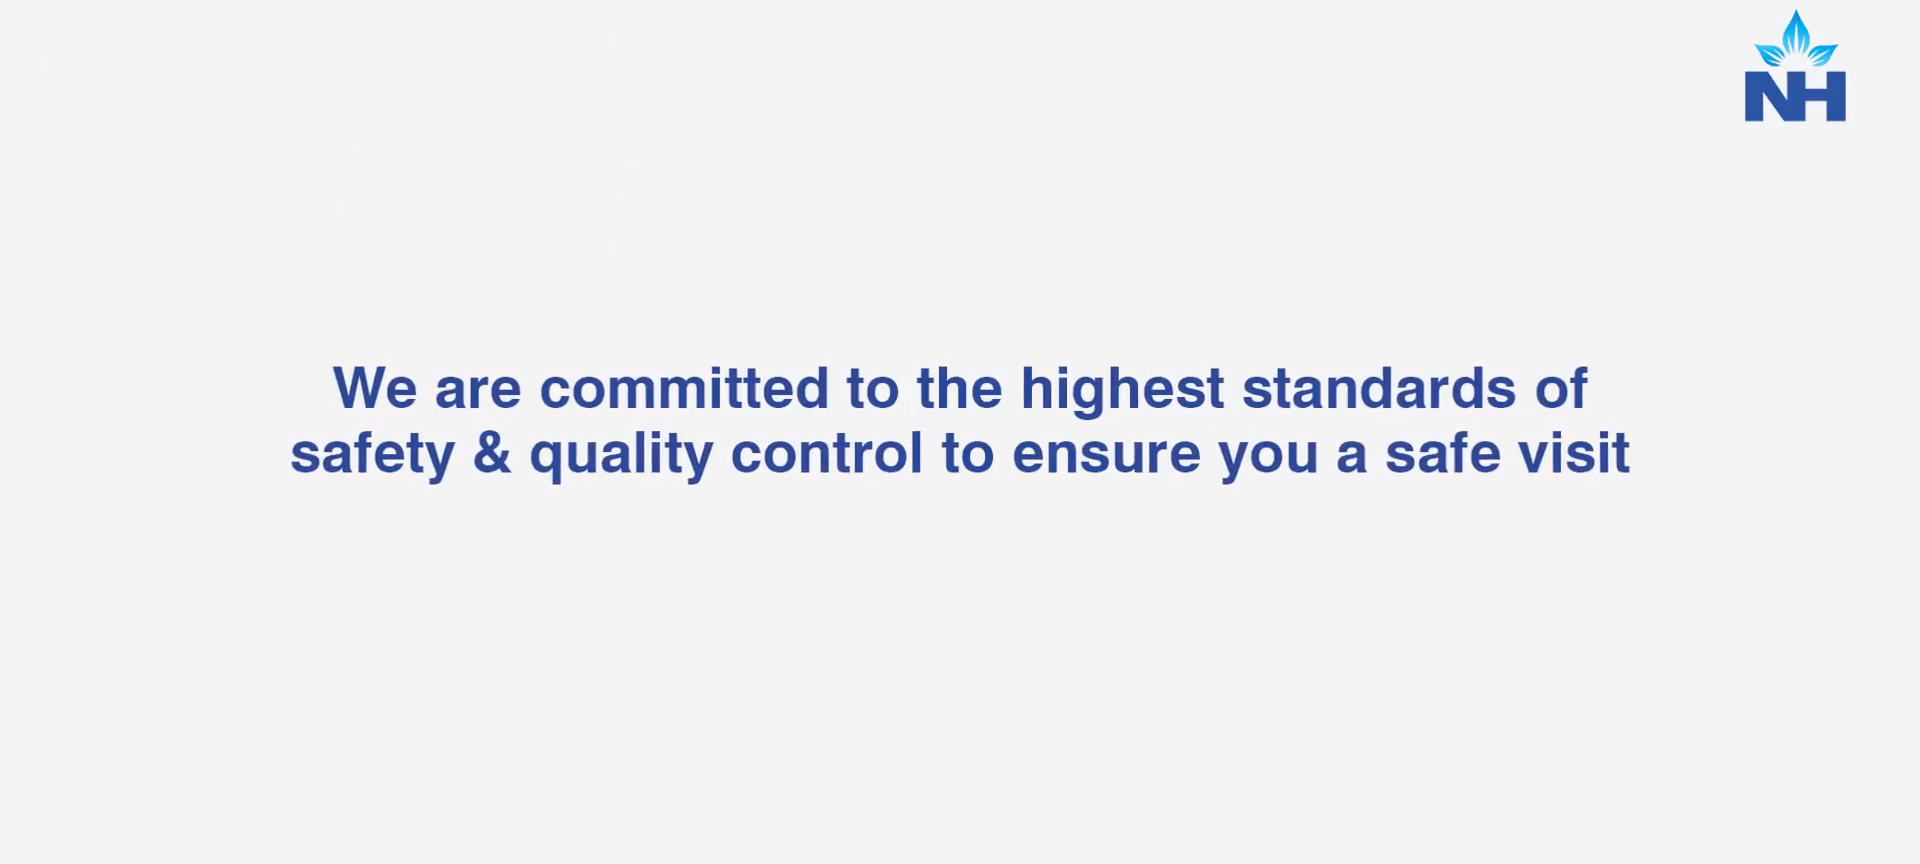 NH
We are committed to the highest standards of
safety & quality control to ensure you a safe visit